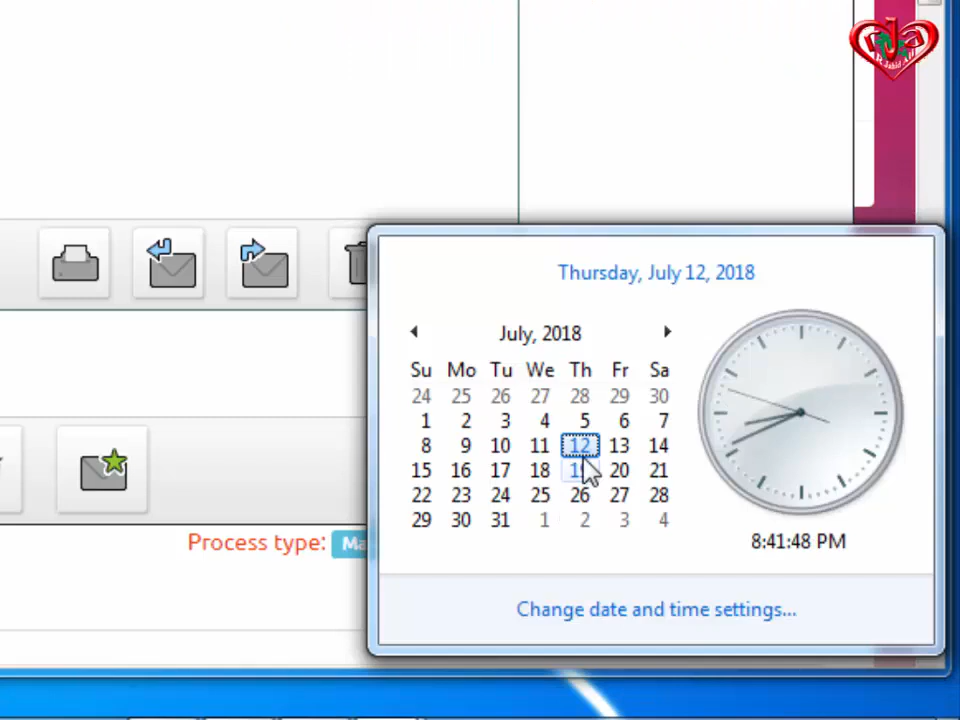 Thursday, July 12, 2018
July, 2018
Su Mo Tu We Th Fr Sa
24 25 26 27 28 29 30
1 2 3 4 5 6 7
8 9 10 11 12 13 14
15 16 17 18 19 20 21
22 23 24 25 26 27 28
29 30 31 1 2 3 4
8:41:48 PM
Process type: Ma
Change date and time settings...